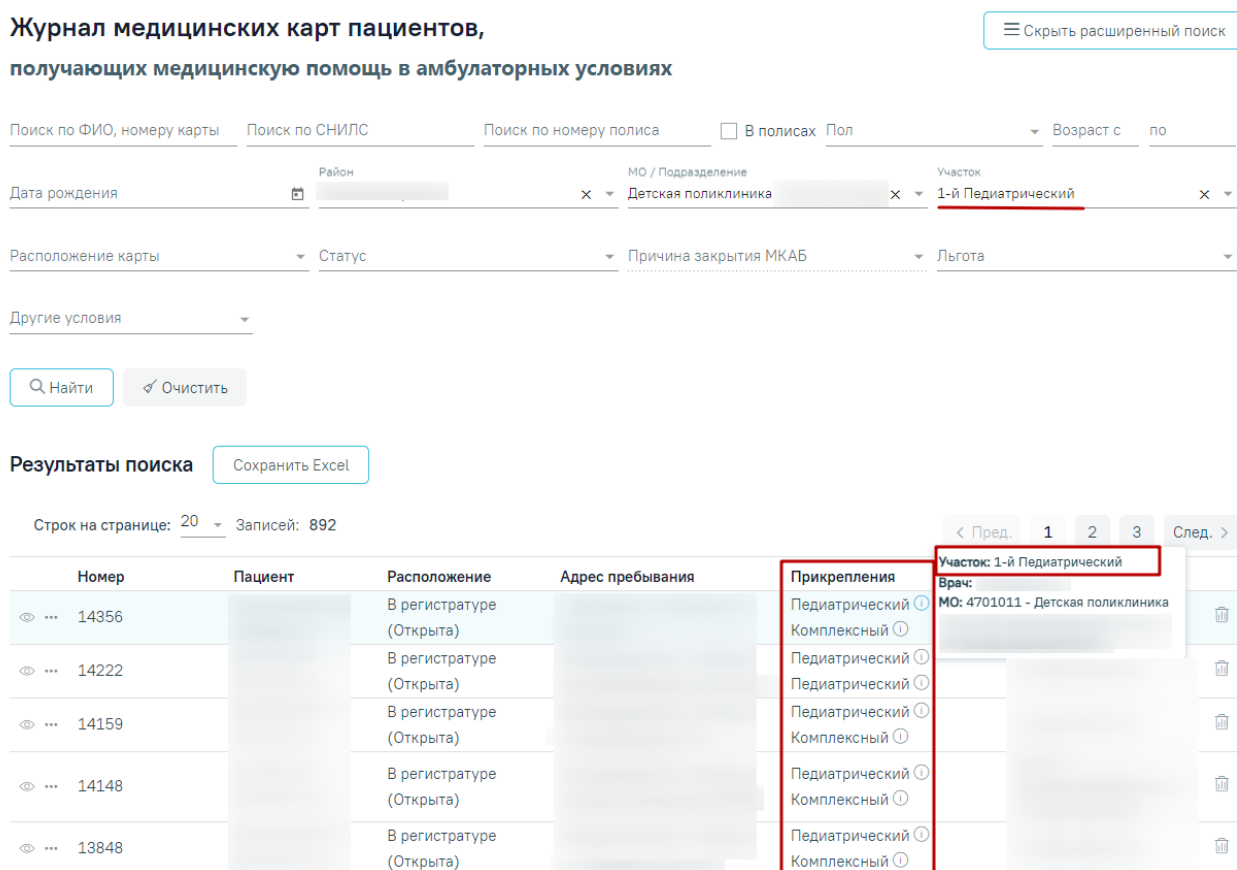 Журнал медицинских карт пациентов,
Скрыть расширенный поиск
получающих медицинскую помощь в амбулаторных условиях
Поиск по ФИО, номеру карты Поиск по СНИЛС Поиск по номеру полиса В полисах Пол Возраст с по
Район МО / Подразделение Участок
Дата рождения Детская поликлиника 1-й Педиатрический
Расположение карты Статус Причина закрытия МКАБ Льгота
Другие условия
Найти Очистить
Результаты поиска Сохранить Excel
Строк на странице: 20 Записей: 892
< Пред. 1 2 3 След. >
Номер Пациент Расположение Адрес пребывания Прикрепления
Участок: 1-й Педиатрический
Врач:
МО: 4701011 - Детская поликлиника
14356 В регистратуре (Открыта) Педиатрический Комплексный
14222 В регистратуре (Открыта) Педиатрический Педиатрический
14159 В регистратуре (Открыта) Педиатрический Комплексный
14148 В регистратуре (Открыта) Педиатрический Комплексный
13848 В регистратуре (Открыта) Педиатрический Комплексный